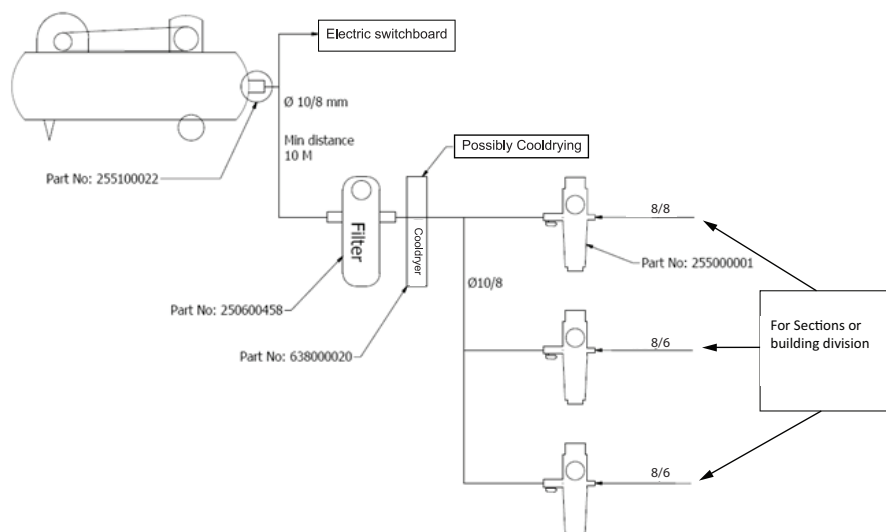 Electric switchboard
Ø 10/8 mm
Min distance
10 M
Possibly Cooldrying
Part No: 255100022
Filter
Cooldryer
8/8
Part No: 255000001
Ø10/8
Part No: 250600458
For Sections or
building division
8/6
Part No: 638000020
8/6